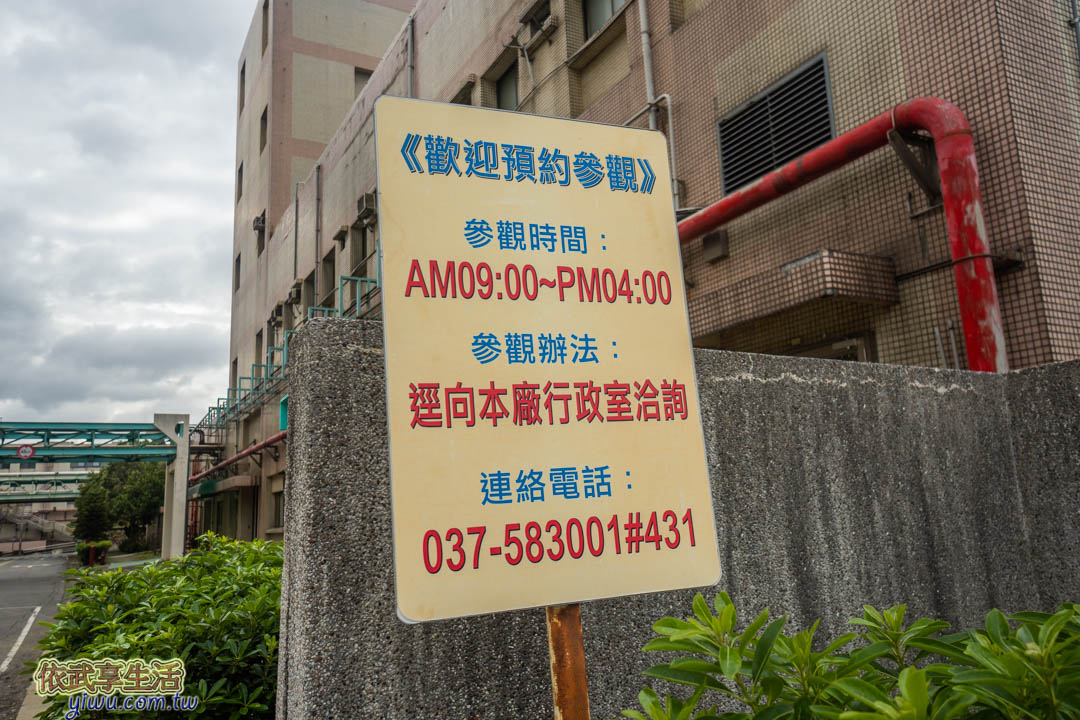 《歡迎預約參觀》
參觀時間：
AM09:00~PM04:00
參觀辦法：
逕向本廠行政室洽詢
連絡電話：
037-583001#431
依武享生活
yiwu.com.tw